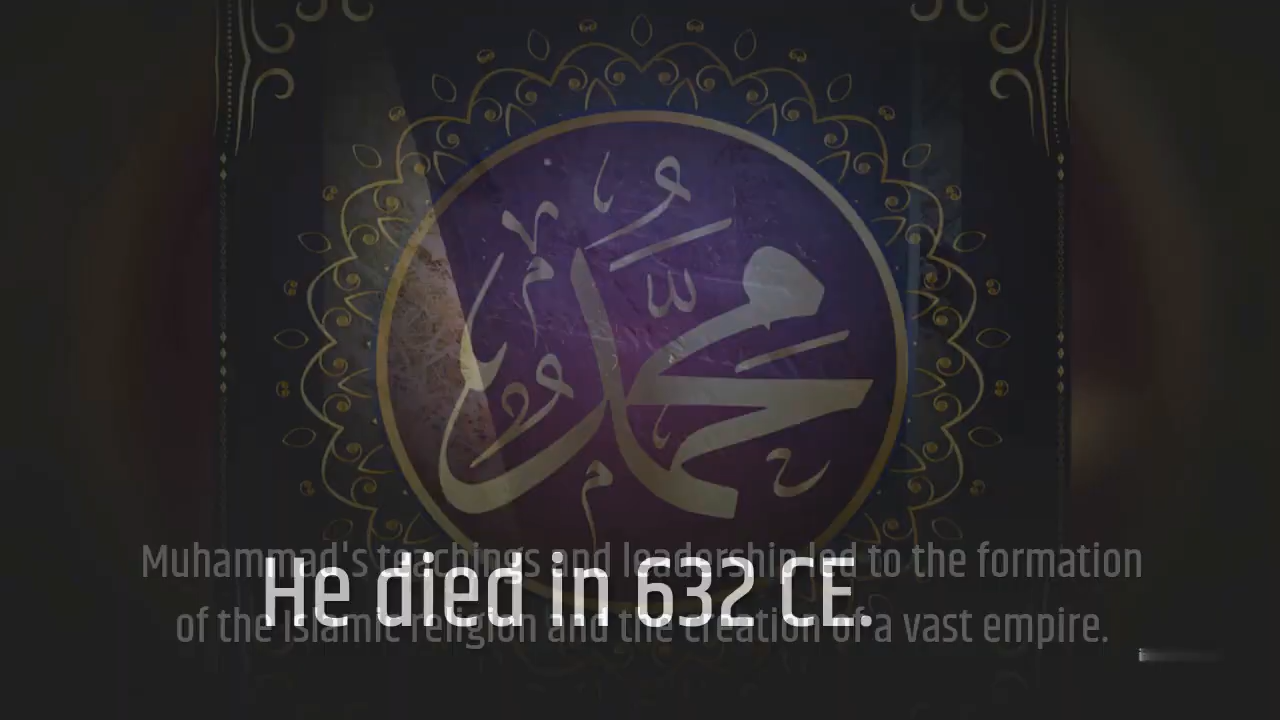 محمد
Muhammad's teachings and leadership led to the formation
He died in 632 CE.
of the Islamic religion and the creation of a vast empire.